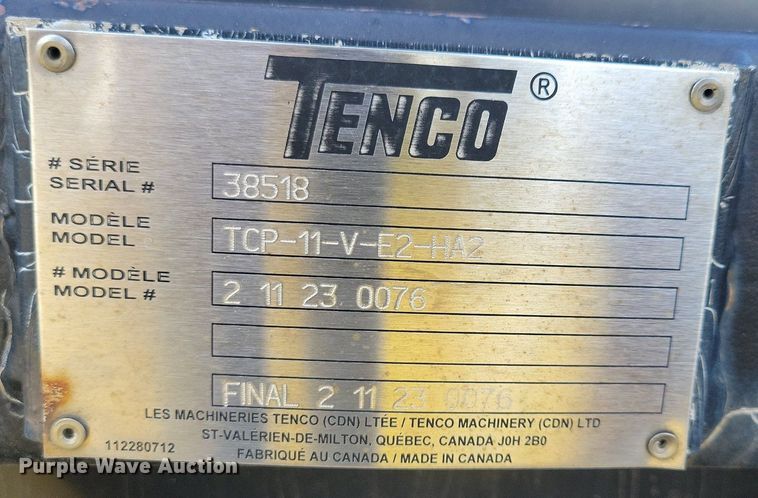 TENCO ®
# SÉRIE
SERIAL # 38518
MODÈLE
MODEL TCP-11-V-E2-HA2
# MODÈLE
MODEL # 2 11 23 0076
FINAL 2 11 23 0076
LES MACHINERIES TENCO (CDN) LTÉE / TENCO MACHINERY (CDN) LTD
ST-VALÉRIEN-DE-MILTON, QUÉBEC, CANADA J0H 2B0
112280712
FABRIQUÉ AU CANADA / MADE IN CANADA
Purple Wave Auction